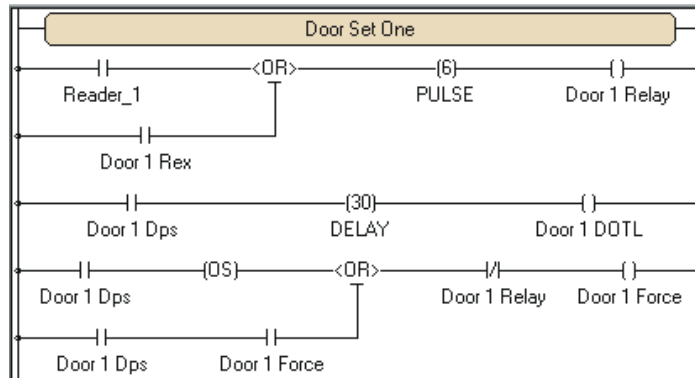 Door Set One
<OR> (6) ( )
Reader_1 PULSE Door 1 Relay
Door 1 Rex
(30) ( )
Door 1 Dps DELAY Door 1 DOTL
(OS) <OR> ( )
Door 1 Dps Door 1 Relay Door 1 Force
Door 1 Dps Door 1 Force